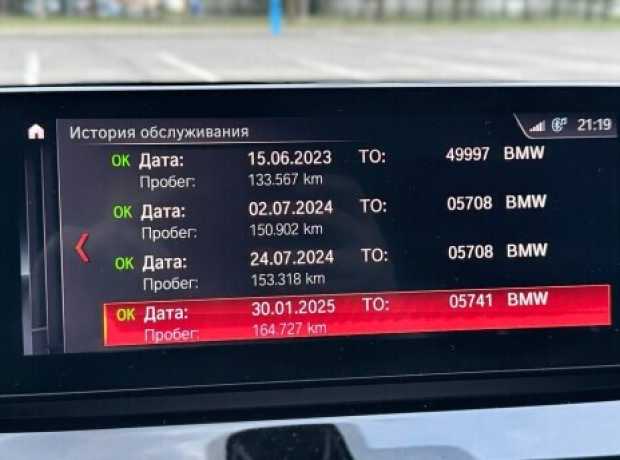 История обслуживания 21:19
OK Дата: 15.06.2023 ТО: 49997 BMW
Пробег: 133.567 km
OK Дата: 02.07.2024 ТО: 05708 BMW
Пробег: 150.902 km
OK Дата: 24.07.2024 ТО: 05708 BMW
Пробег: 153.318 km
OK Дата: 30.01.2025 ТО: 05741 BMW
Пробег: 164.727 km